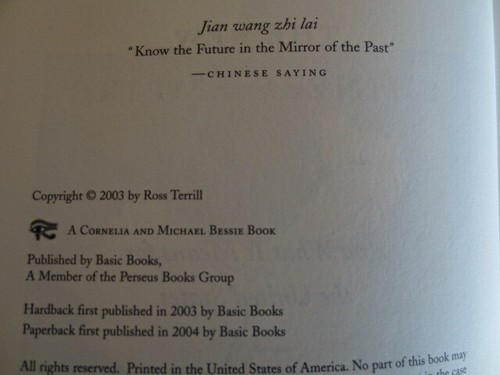 Jian wang zhi lai
"Know the Future in the Mirror of the Past"
—CHINESE SAYING
Copyright © 2003 by Ross Terrill
A CORNELIA AND MICHAEL BESSIE BOOK
Published by Basic Books,
A Member of the Perseus Books Group
Hardback first published in 2003 by Basic Books
Paperback first published in 2004 by Basic Books
All rights reserved. Printed in the United States of America. No part of this book may
in the case